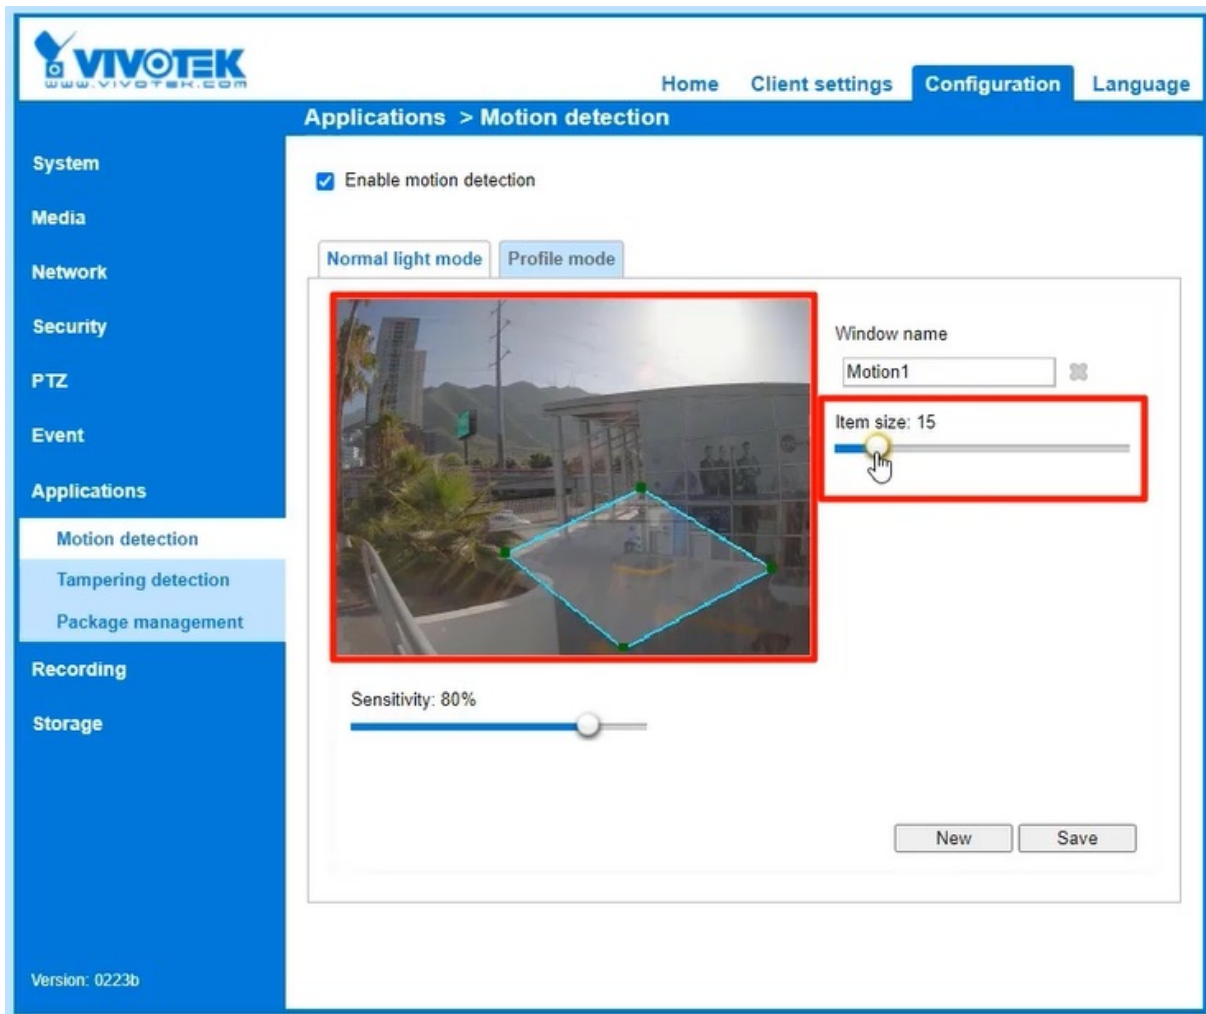 VIVOTEK
www.vivotek.com
Home Client settings Configuration Language
Applications > Motion detection
System
Media
Network
Security
PTZ
Event
Applications
Motion detection
Tampering detection
Package management
Recording
Storage
Version: 0223b
Enable motion detection
Normal light mode Profile mode
Window name
Motion1
Item size: 15
Sensitivity: 80%
New Save